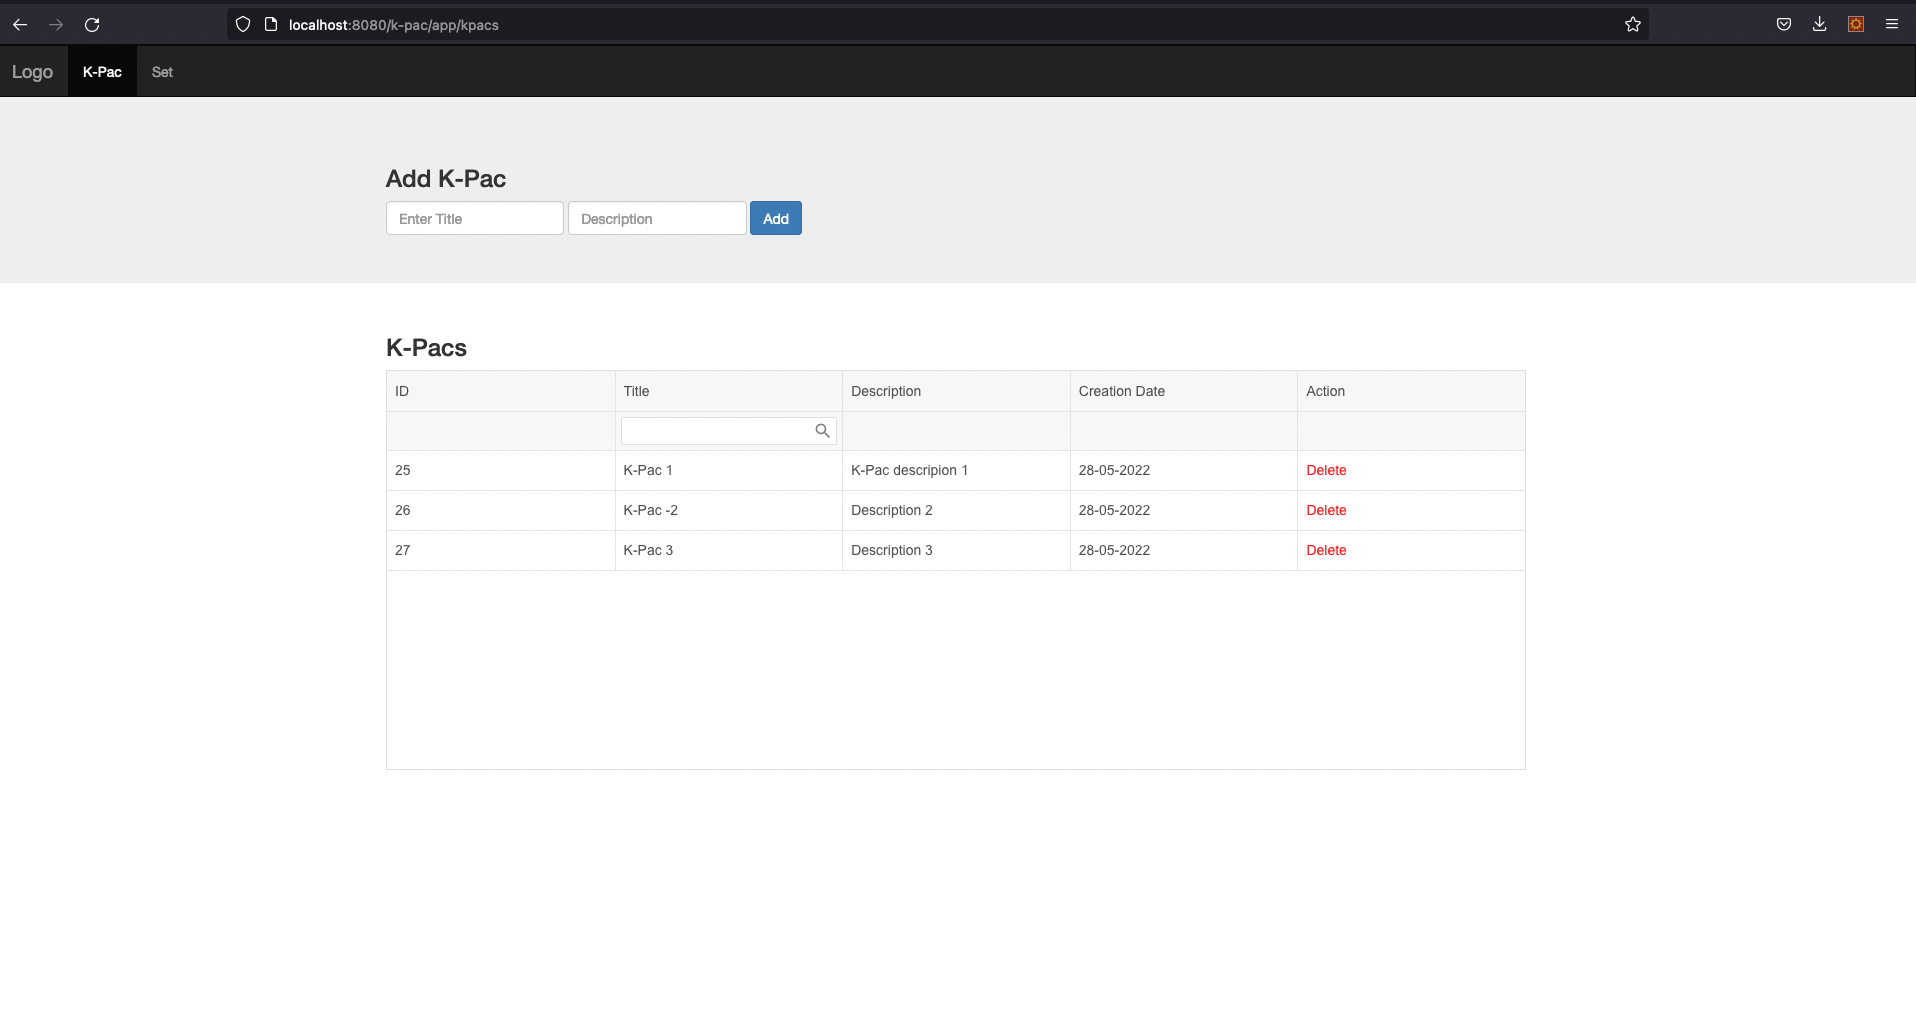 localhost:8080/k-pac/app/kpacs
Logo K-Pac Set
Add K-Pac
Enter Title Description Add
K-Pacs
ID Title Description Creation Date Action
25 K-Pac 1 K-Pac descripion 1 28-05-2022 Delete
26 K-Pac -2 Description 2 28-05-2022 Delete
27 K-Pac 3 Description 3 28-05-2022 Delete